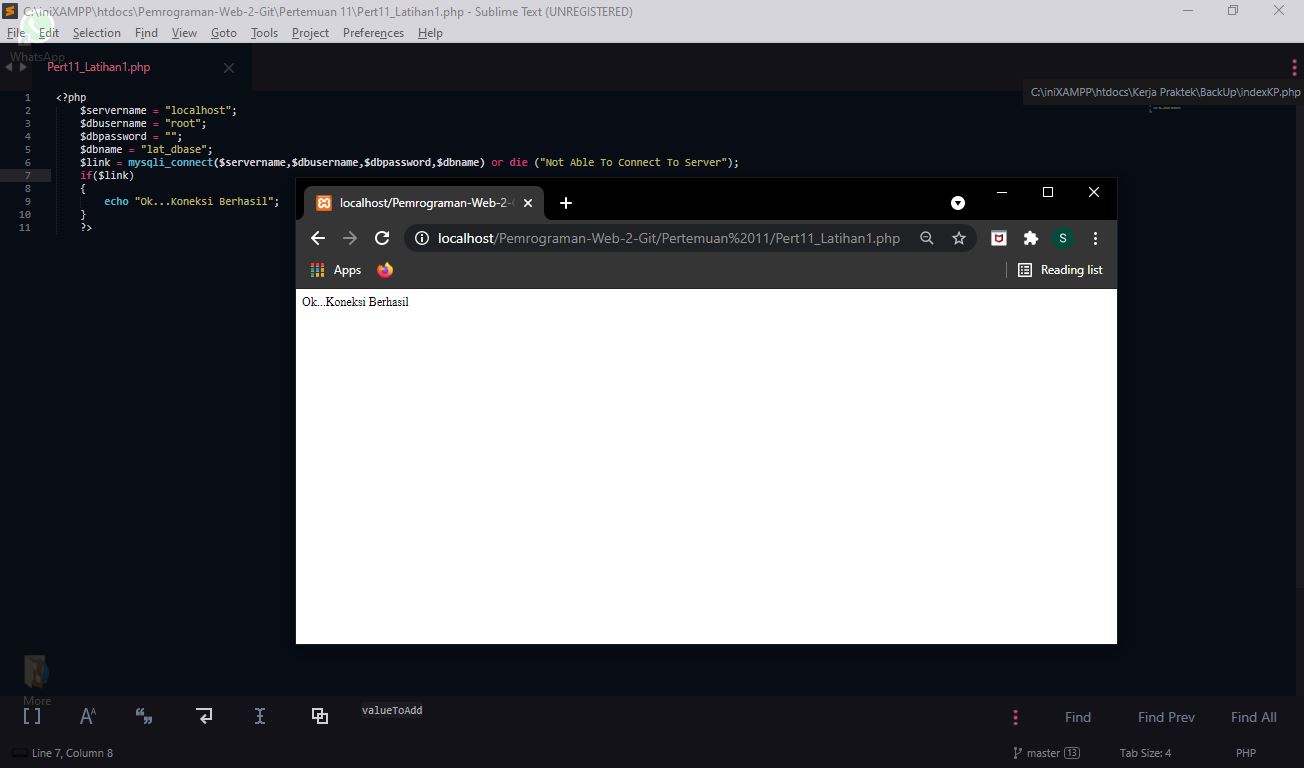 C:\iniXAMPP\htdocs\Pemrograman-Web-2-Git\Pertemuan 11\Pert11_Latihan1.php - Sublime Text (UNREGISTERED)
File Edit Selection Find View Goto Tools Project Preferences Help
WhatsApp
Pert11_Latihan1.php
C:\iniXAMPP\htdocs\Kerja Praktek\BackUp\indexKP.php
1 <?php
2 $servername = "localhost";
3 $dbusername = "root";
4 $dbpassword = "";
5 $dbname = "lat_dbase";
6 $link = mysqli_connect($servername,$dbusername,$dbpassword,$dbname) or die ("Not Able To Connect To Server");
7 if($link)
8 {
9 echo "Ok...Koneksi Berhasil";
10 }
11 ?>
localhost/Pemrograman-Web-2-
localhost/Pemrograman-Web-2-Git/Pertemuan%2011/Pert11_Latihan1.php
S
Apps
Reading list
Ok...Koneksi Berhasil
More
valueToAdd
Find Find Prev Find All
Line 7, Column 8
master 13 Tab Size: 4 PHP